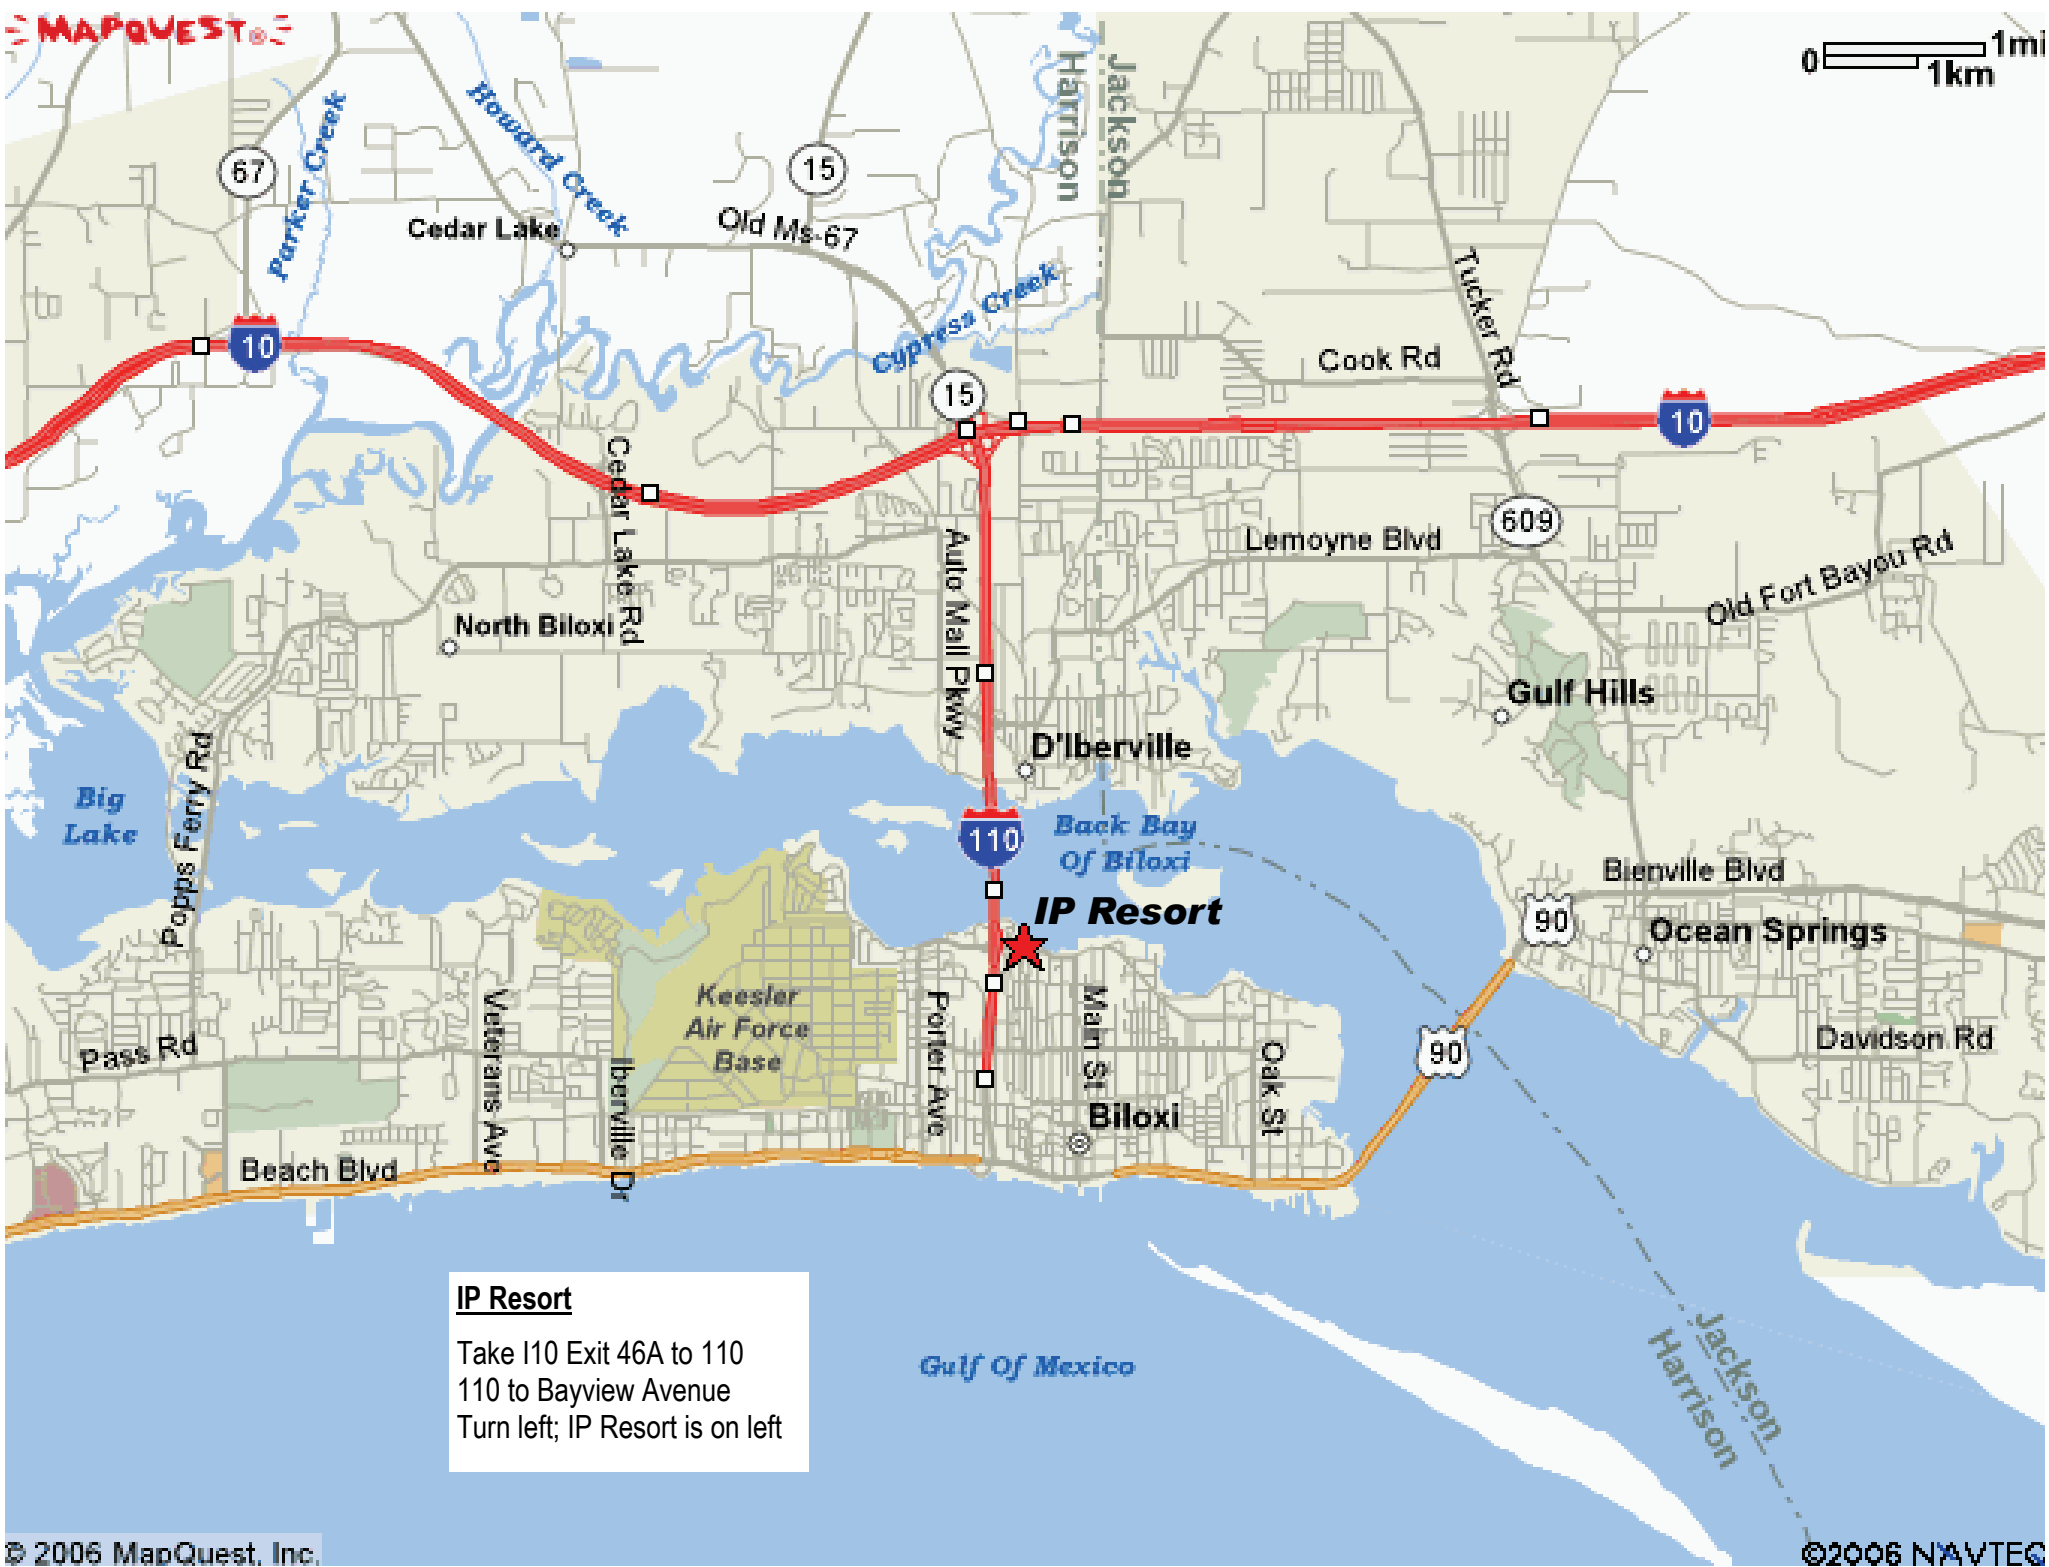 MAPQUEST®
0
1mi
1km
Harrison
Jackson
67
Parker Creek
Howard Creek
15
Cedar Lake
Old Ms-67
Cypress Creek
Tucker Rd
10
Cook Rd
15
10
Cedar Lake Rd
609
Auto Mall Pkwy
Lemoyne Blvd
Old Fort Bayou Rd
North Biloxi
Gulf Hills
D'Iberville
Popps Ferry Rd
Big
Lake
110
Back Bay
Of Biloxi
Bienville Blvd
IP Resort
90
Ocean Springs
Keesler
Air Force
Base
Veterans Ave
Porter Ave
Main St
Pass Rd
90
Davidson Rd
Iberville Dr
Oak St
Biloxi
Beach Blvd
IP Resort
Take I10 Exit 46A to 110
110 to Bayview Avenue
Turn left; IP Resort is on left
Gulf Of Mexico
Jackson
Harrison
© 2006 MapQuest, Inc.
©2006 NAVTEQ